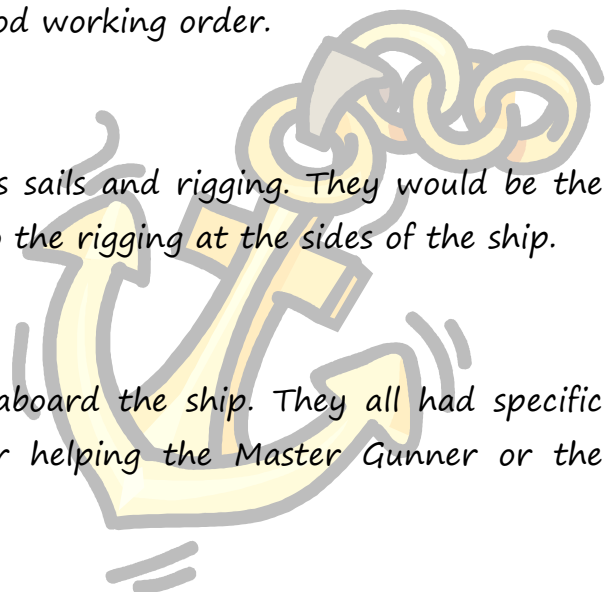 od working order.
s sails and rigging. They would be the
the rigging at the sides of the ship.
aboard the ship. They all had specific
r helping the Master Gunner or the